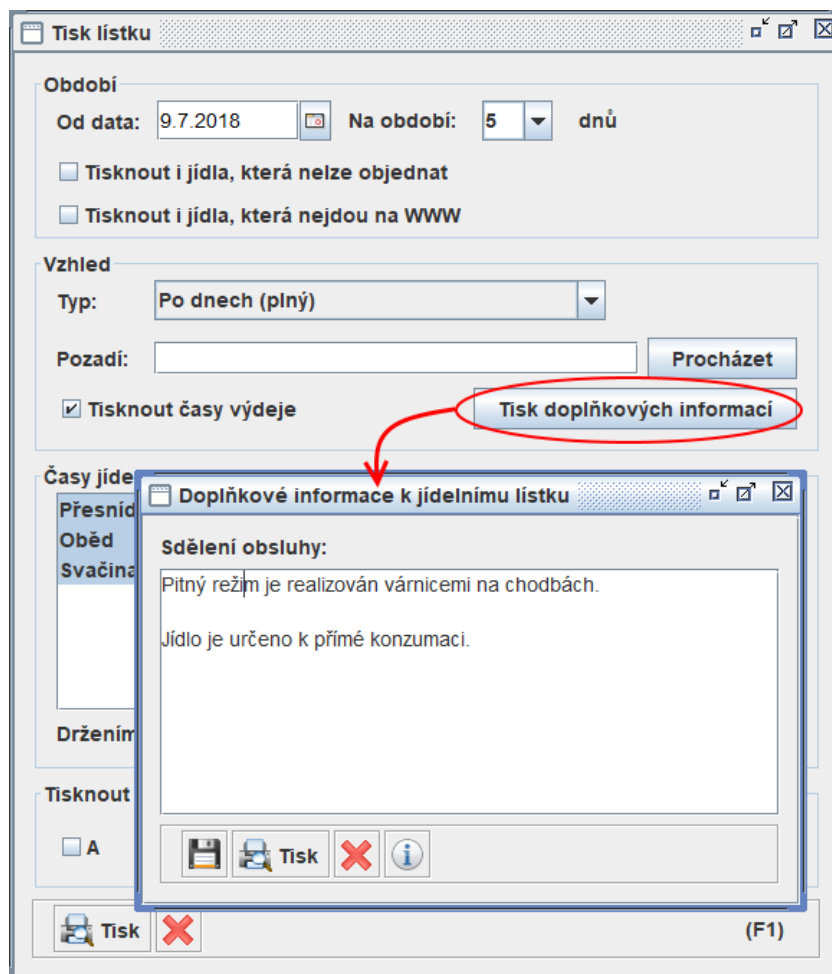 Tisk lístku
Období
Od data: 9.7.2018 Na období: 5 dnů
Tisknout i jídla, která nelze objednat
Tisknout i jídla, která nejdou na WWW
Vzhled
Typ: Po dnech (plný)
Pozadí: Procházet
Tisknout časy výdeje Tisk doplňkových informací
Časy jíde
Přesníd
Oběd
Svačina
Držením
Tisknout
A
Doplňkové informace k jídelnímu lístku
Sdělení obsluhy:
Pitný režim je realizován várnicemi na chodbách.
Jídlo je určeno k přímé konzumaci.
Tisk
Tisk (F1)